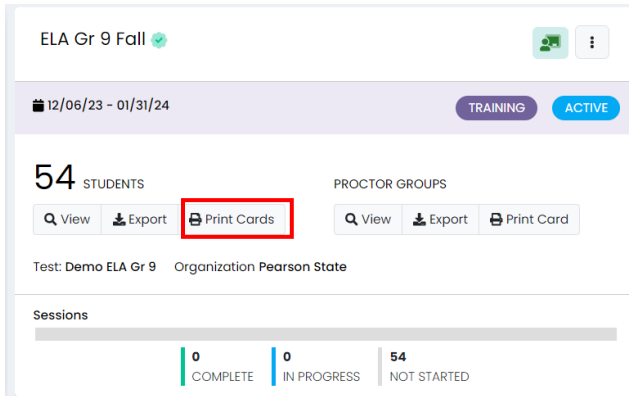 ELA Gr 9 Fall
12/06/23 - 01/31/24 TRAINING ACTIVE
54 STUDENTS PROCTOR GROUPS
View Export Print Cards View Export Print Card
Test: Demo ELA Gr 9 Organization Pearson State
Sessions
0 0 54
COMPLETE IN PROGRESS NOT STARTED